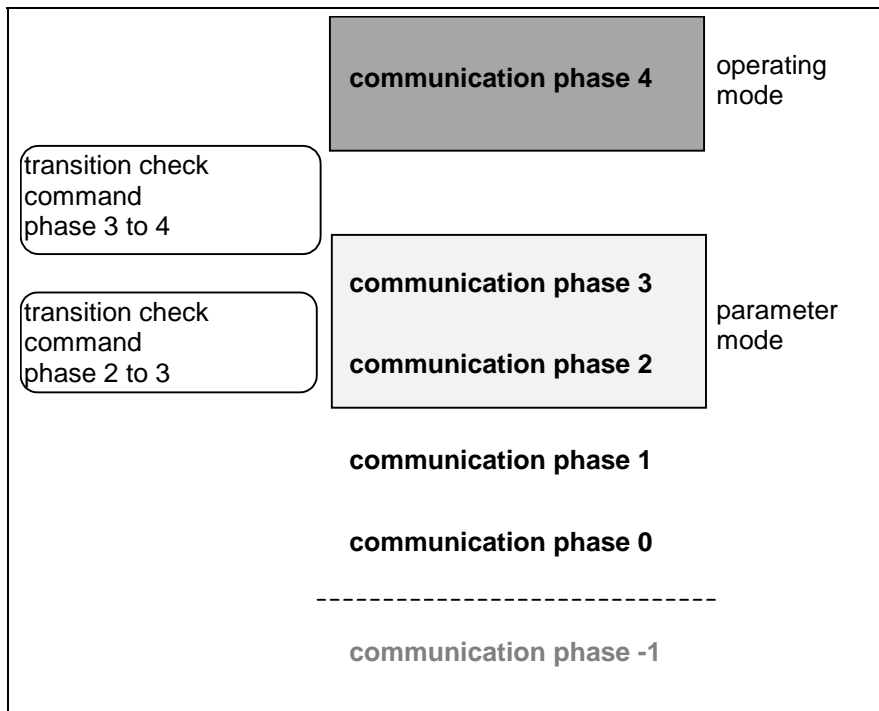 communication phase 4
operating
mode
transition check
command
phase 3 to 4
communication phase 3
transition check
command
phase 2 to 3
parameter
mode
communication phase 2
communication phase 1
communication phase 0
communication phase -1